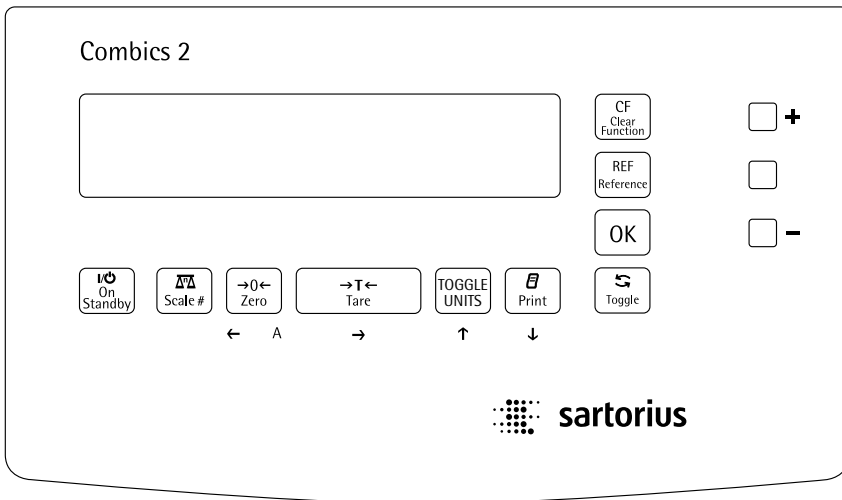 Combics 2
CF
Clear
Function
+
REF
Reference
OK
–
I/⏻
On
Standby
Scale #
→0←
Zero
→T←
Tare
TOGGLE
UNITS
Print
Toggle
← A → ↑ ↓
sartorius